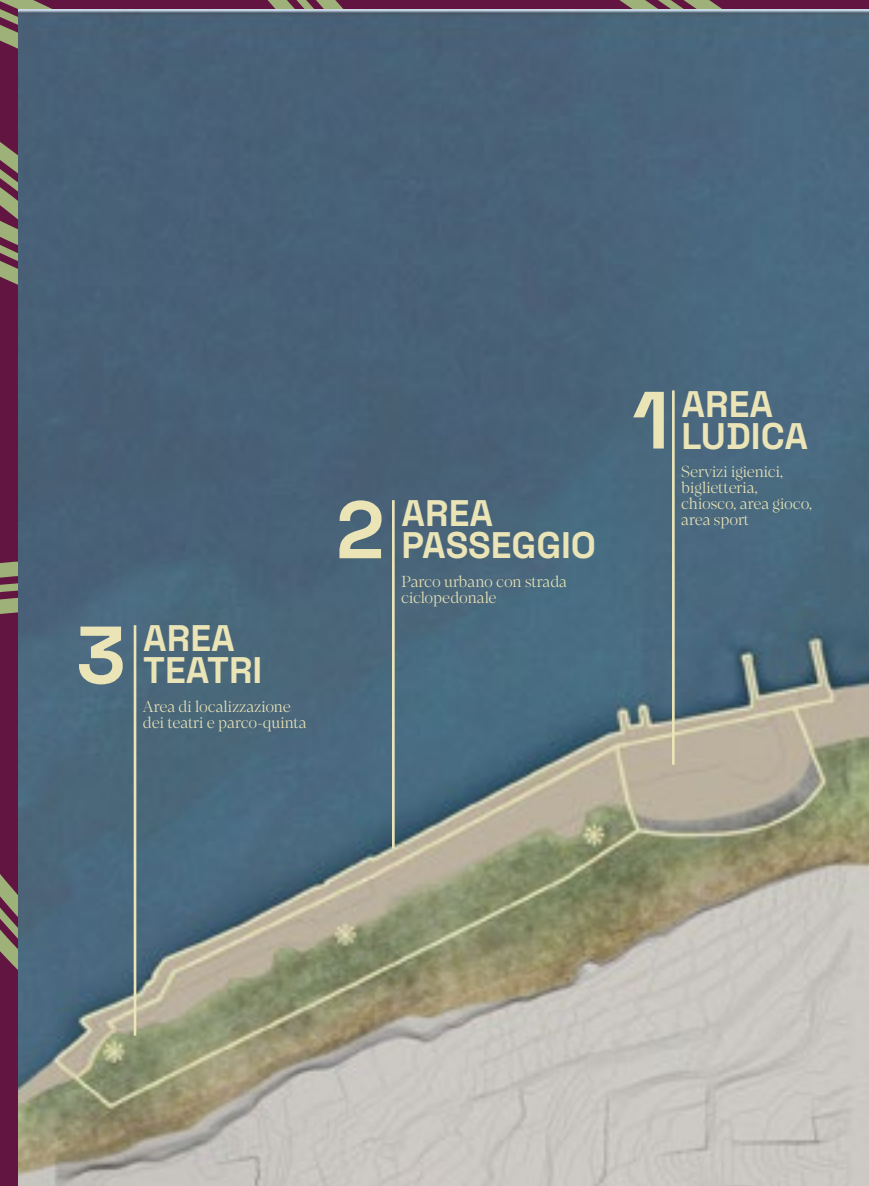 1
AREA
LUDICA
Servizi igienici,
biglietteria,
chiosco, area gioco,
area sport
2
AREA
PASSEGGIO
Parco urbano con strada
ciclopedonale
3
AREA
TEATRI
Area di localizzazione
dei teatri e parco-quinta